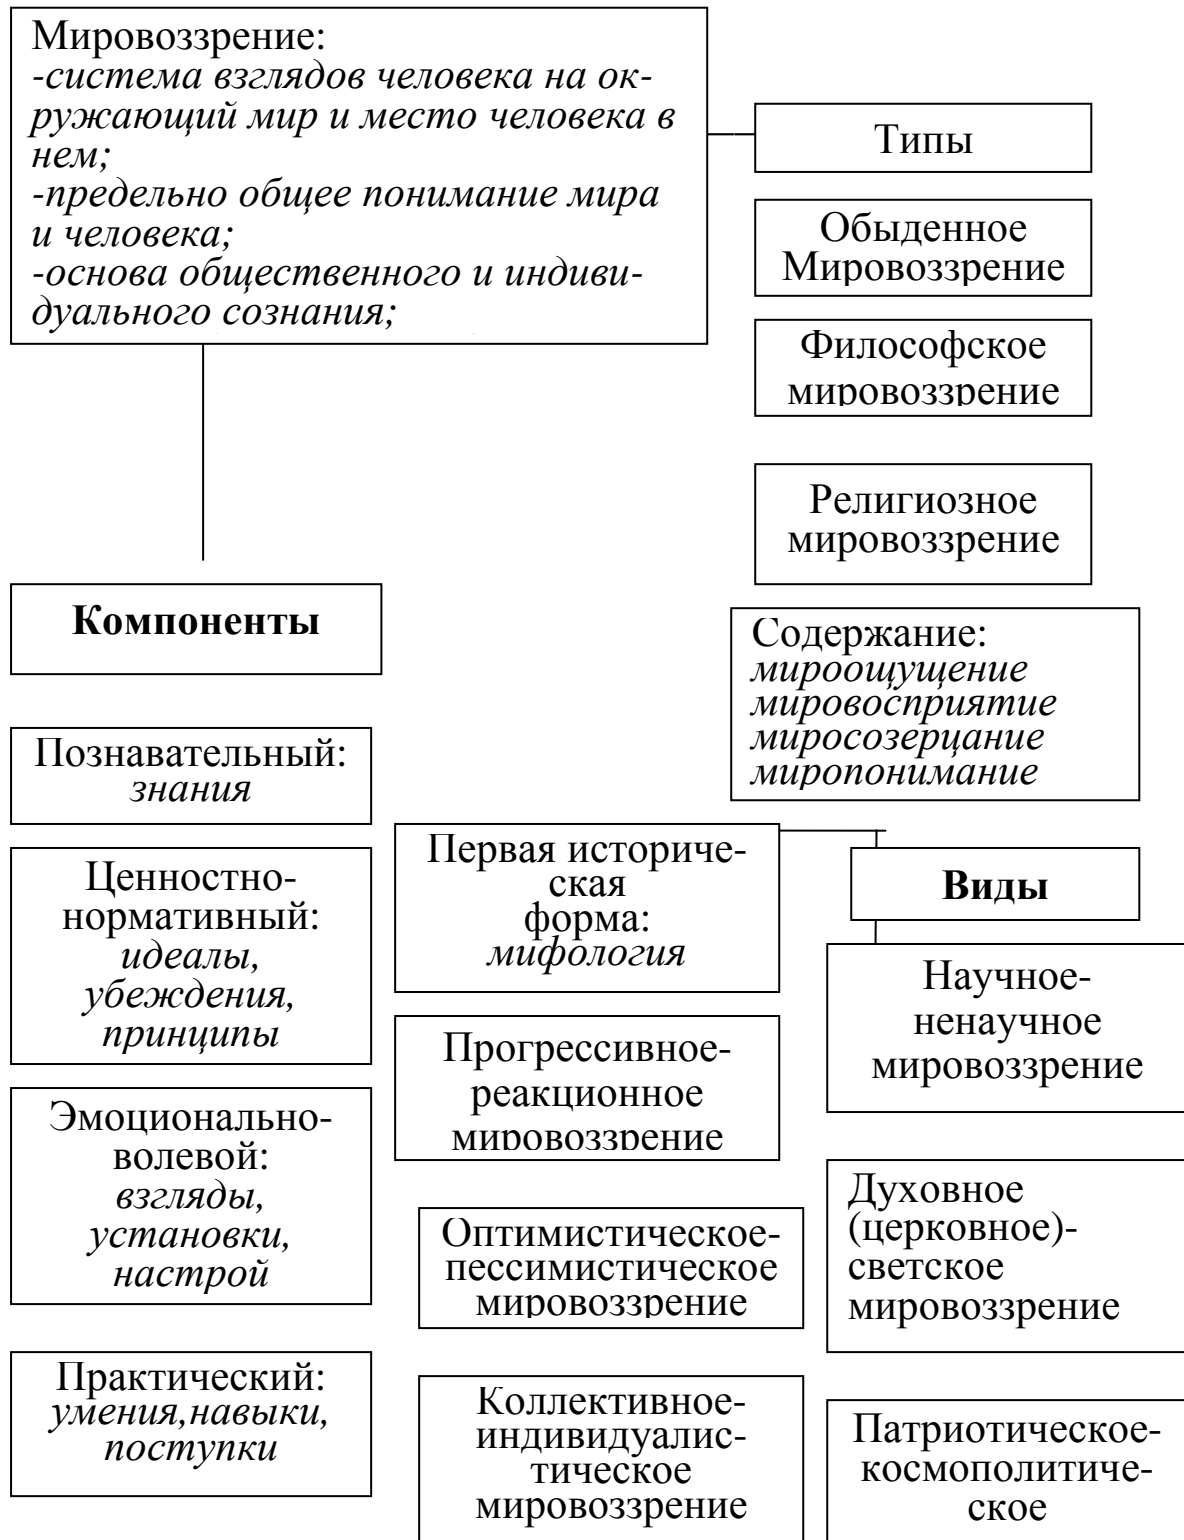 Мировоззрение:
-система взглядов человека на ок-
ружающий мир и место человека в
нем;
-предельно общее понимание мира
и человека;
-основа общественного и индиви-
дуального сознания;
Типы
Обыденное
Мировоззрение
Философское
мировоззрение
Религиозное
мировоззрение
Содержание:
мироощущение
мировосприятие
миросозерцание
миропонимание
Компоненты
Познавательный:
знания
Ценностно-
нормативный:
идеалы,
убеждения,
принципы
Эмоционально-
волевой:
взгляды,
установки,
настрой
Практический:
умения,навыки,
поступки
Первая историче-
ская
форма:
мифология
Прогрессивное-
реакционное
мировоззрение
Оптимистическое-
пессимистическое
мировоззрение
Коллективное-
индивидуалис-
тическое
мировоззрение
Виды
Научное-
ненаучное
мировоззрение
Духовное
(церковное)-
светское
мировоззрение
Патриотическое-
космополитиче-
ское